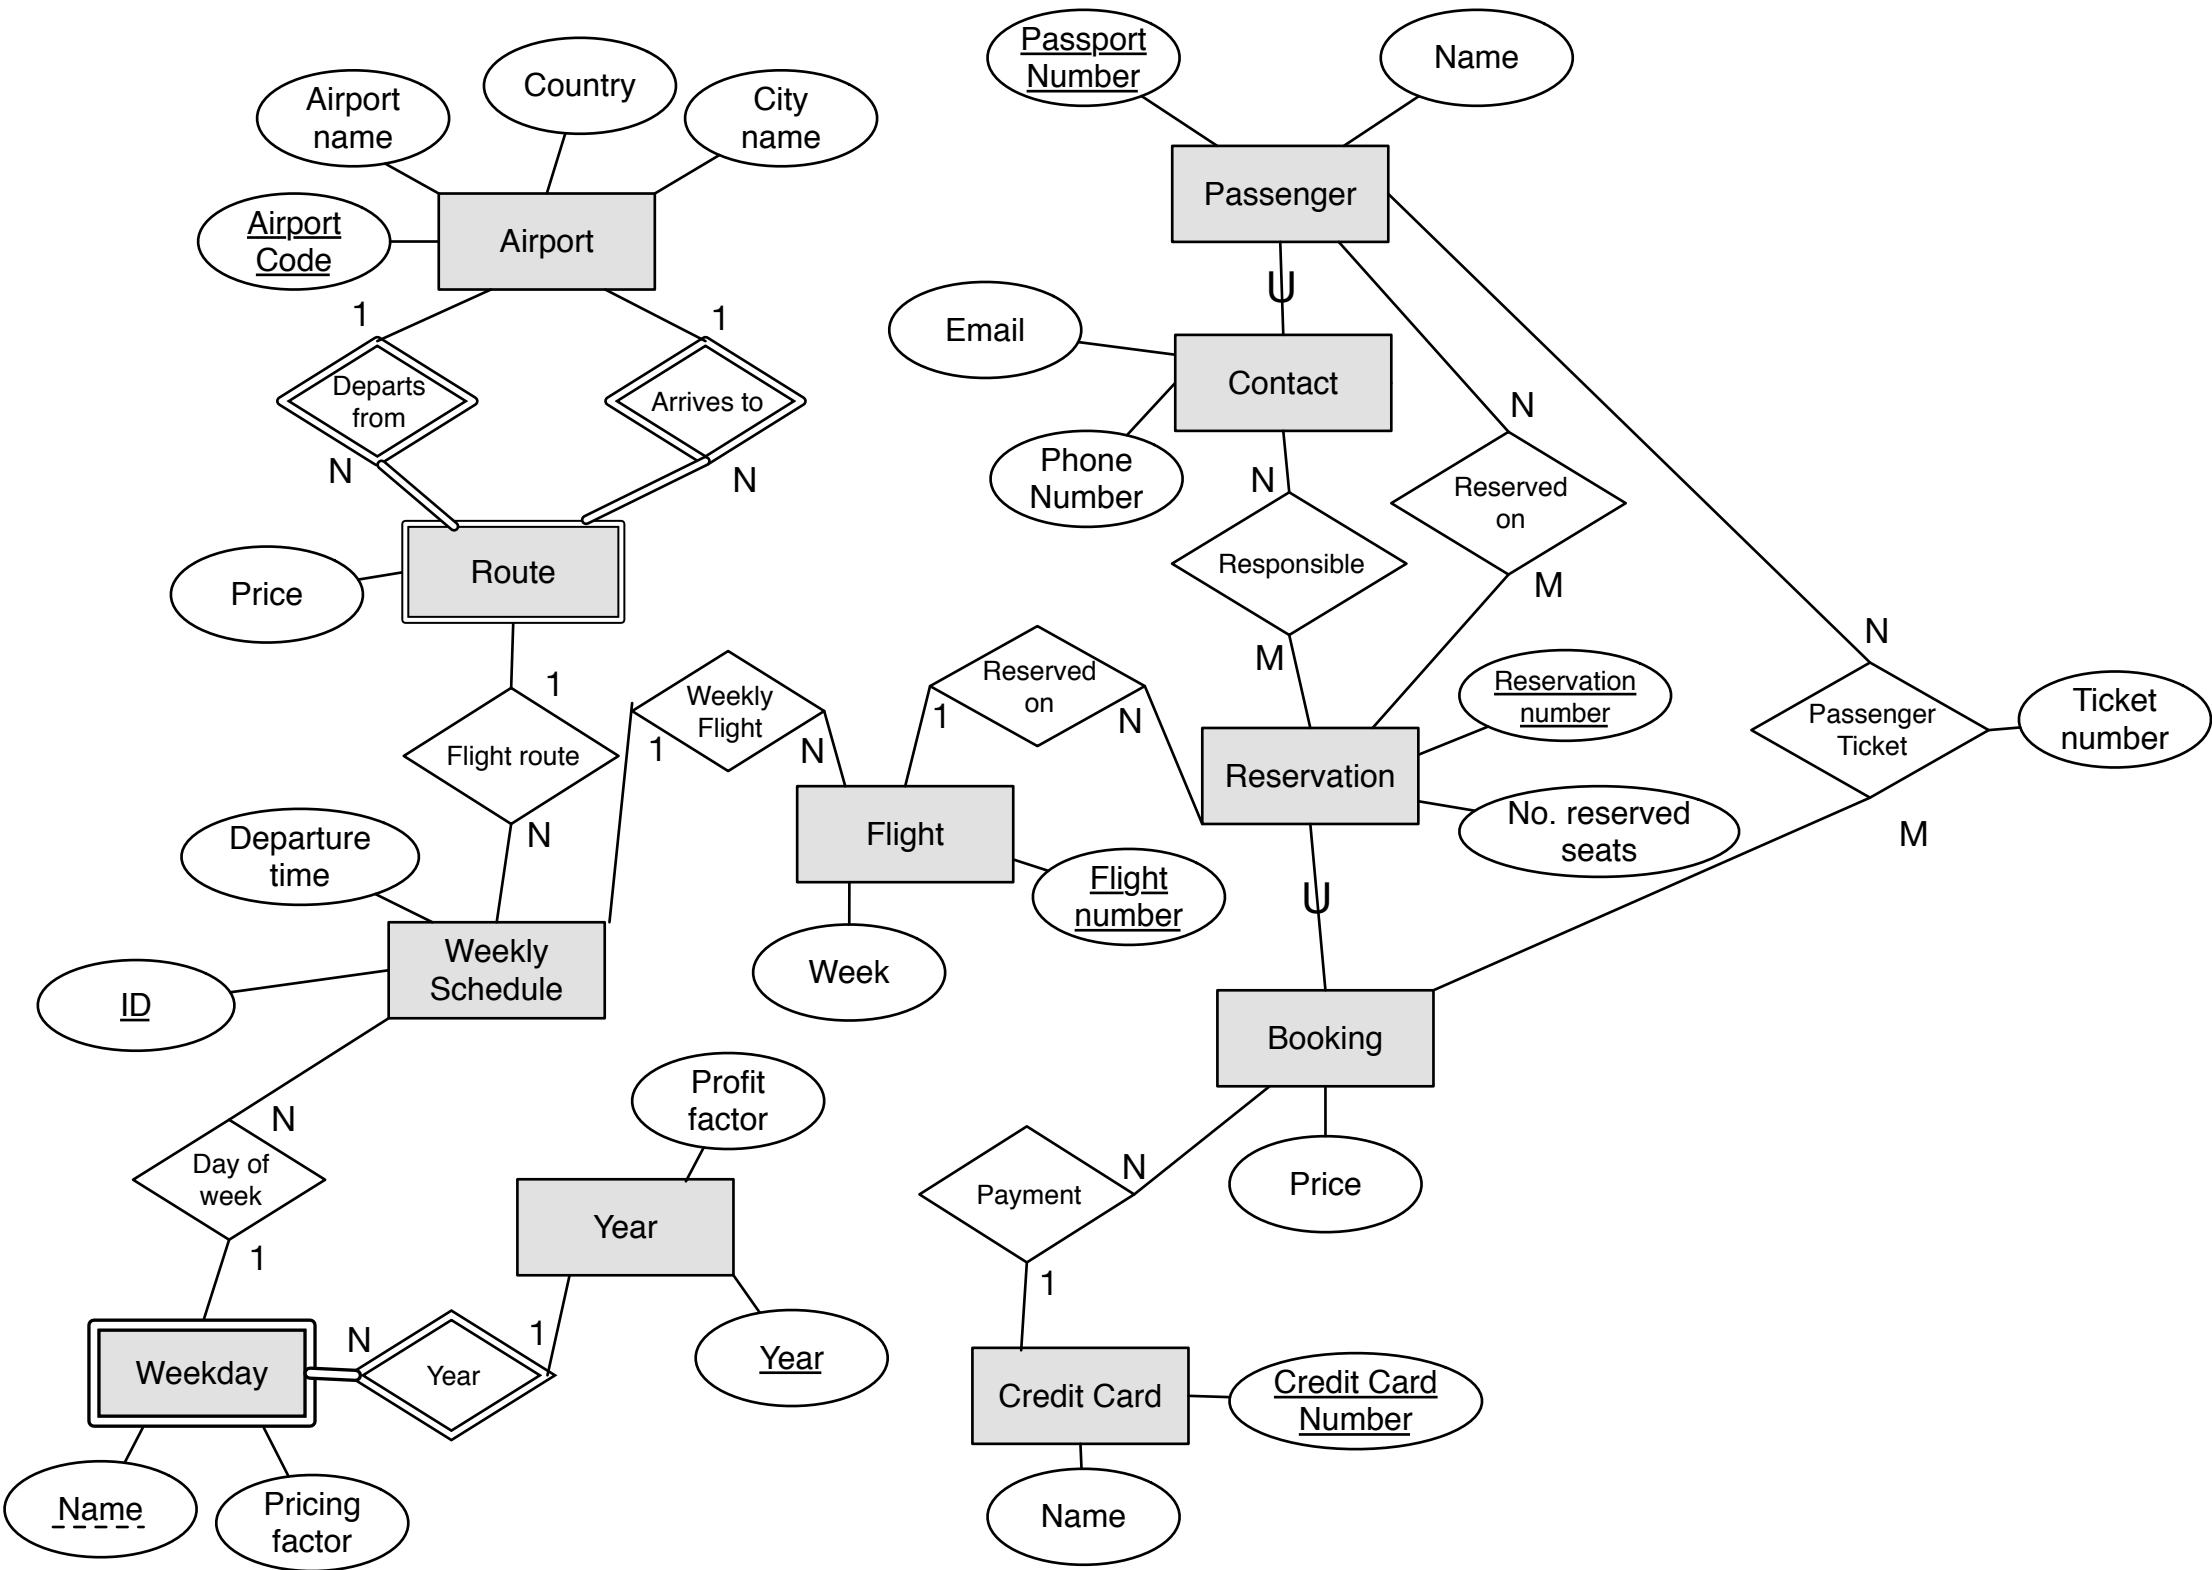 Passport
Number
Name
Airport
name
Country
City
name
Airport
Code
Airport
Passenger
U
1
1
Departs
from
Arrives to
N
N
Email
Contact
Phone
Number
N
Responsible
M
N
Reserved
on
M
Route
Price
1
Flight route
N
Weekly
Flight
1
N
Reserved
on
1
N
Reservation
number
Reservation
No. reserved
seats
N
Passenger
Ticket
M
Ticket
number
Departure
time
Flight
Flight
number
Week
U
Weekly
Schedule
ID
Booking
Price
N
Day of
week
1
Profit
factor
Year
Year
N
Payment
1
Weekday
N
Year
1
Name
Pricing
factor
Credit Card
Credit Card
Number
Name